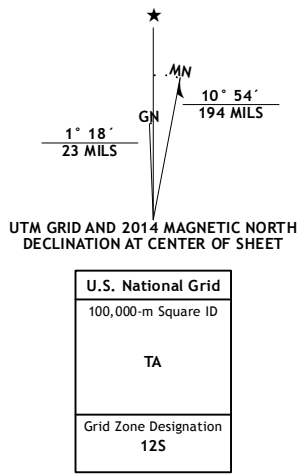 ★
MN
GN
10° 54´
194 MILS
1° 18´
23 MILS
UTM GRID AND 2014 MAGNETIC NORTH
DECLINATION AT CENTER OF SHEET
U.S. National Grid
100,000-m Square ID
TA
Grid Zone Designation
12S